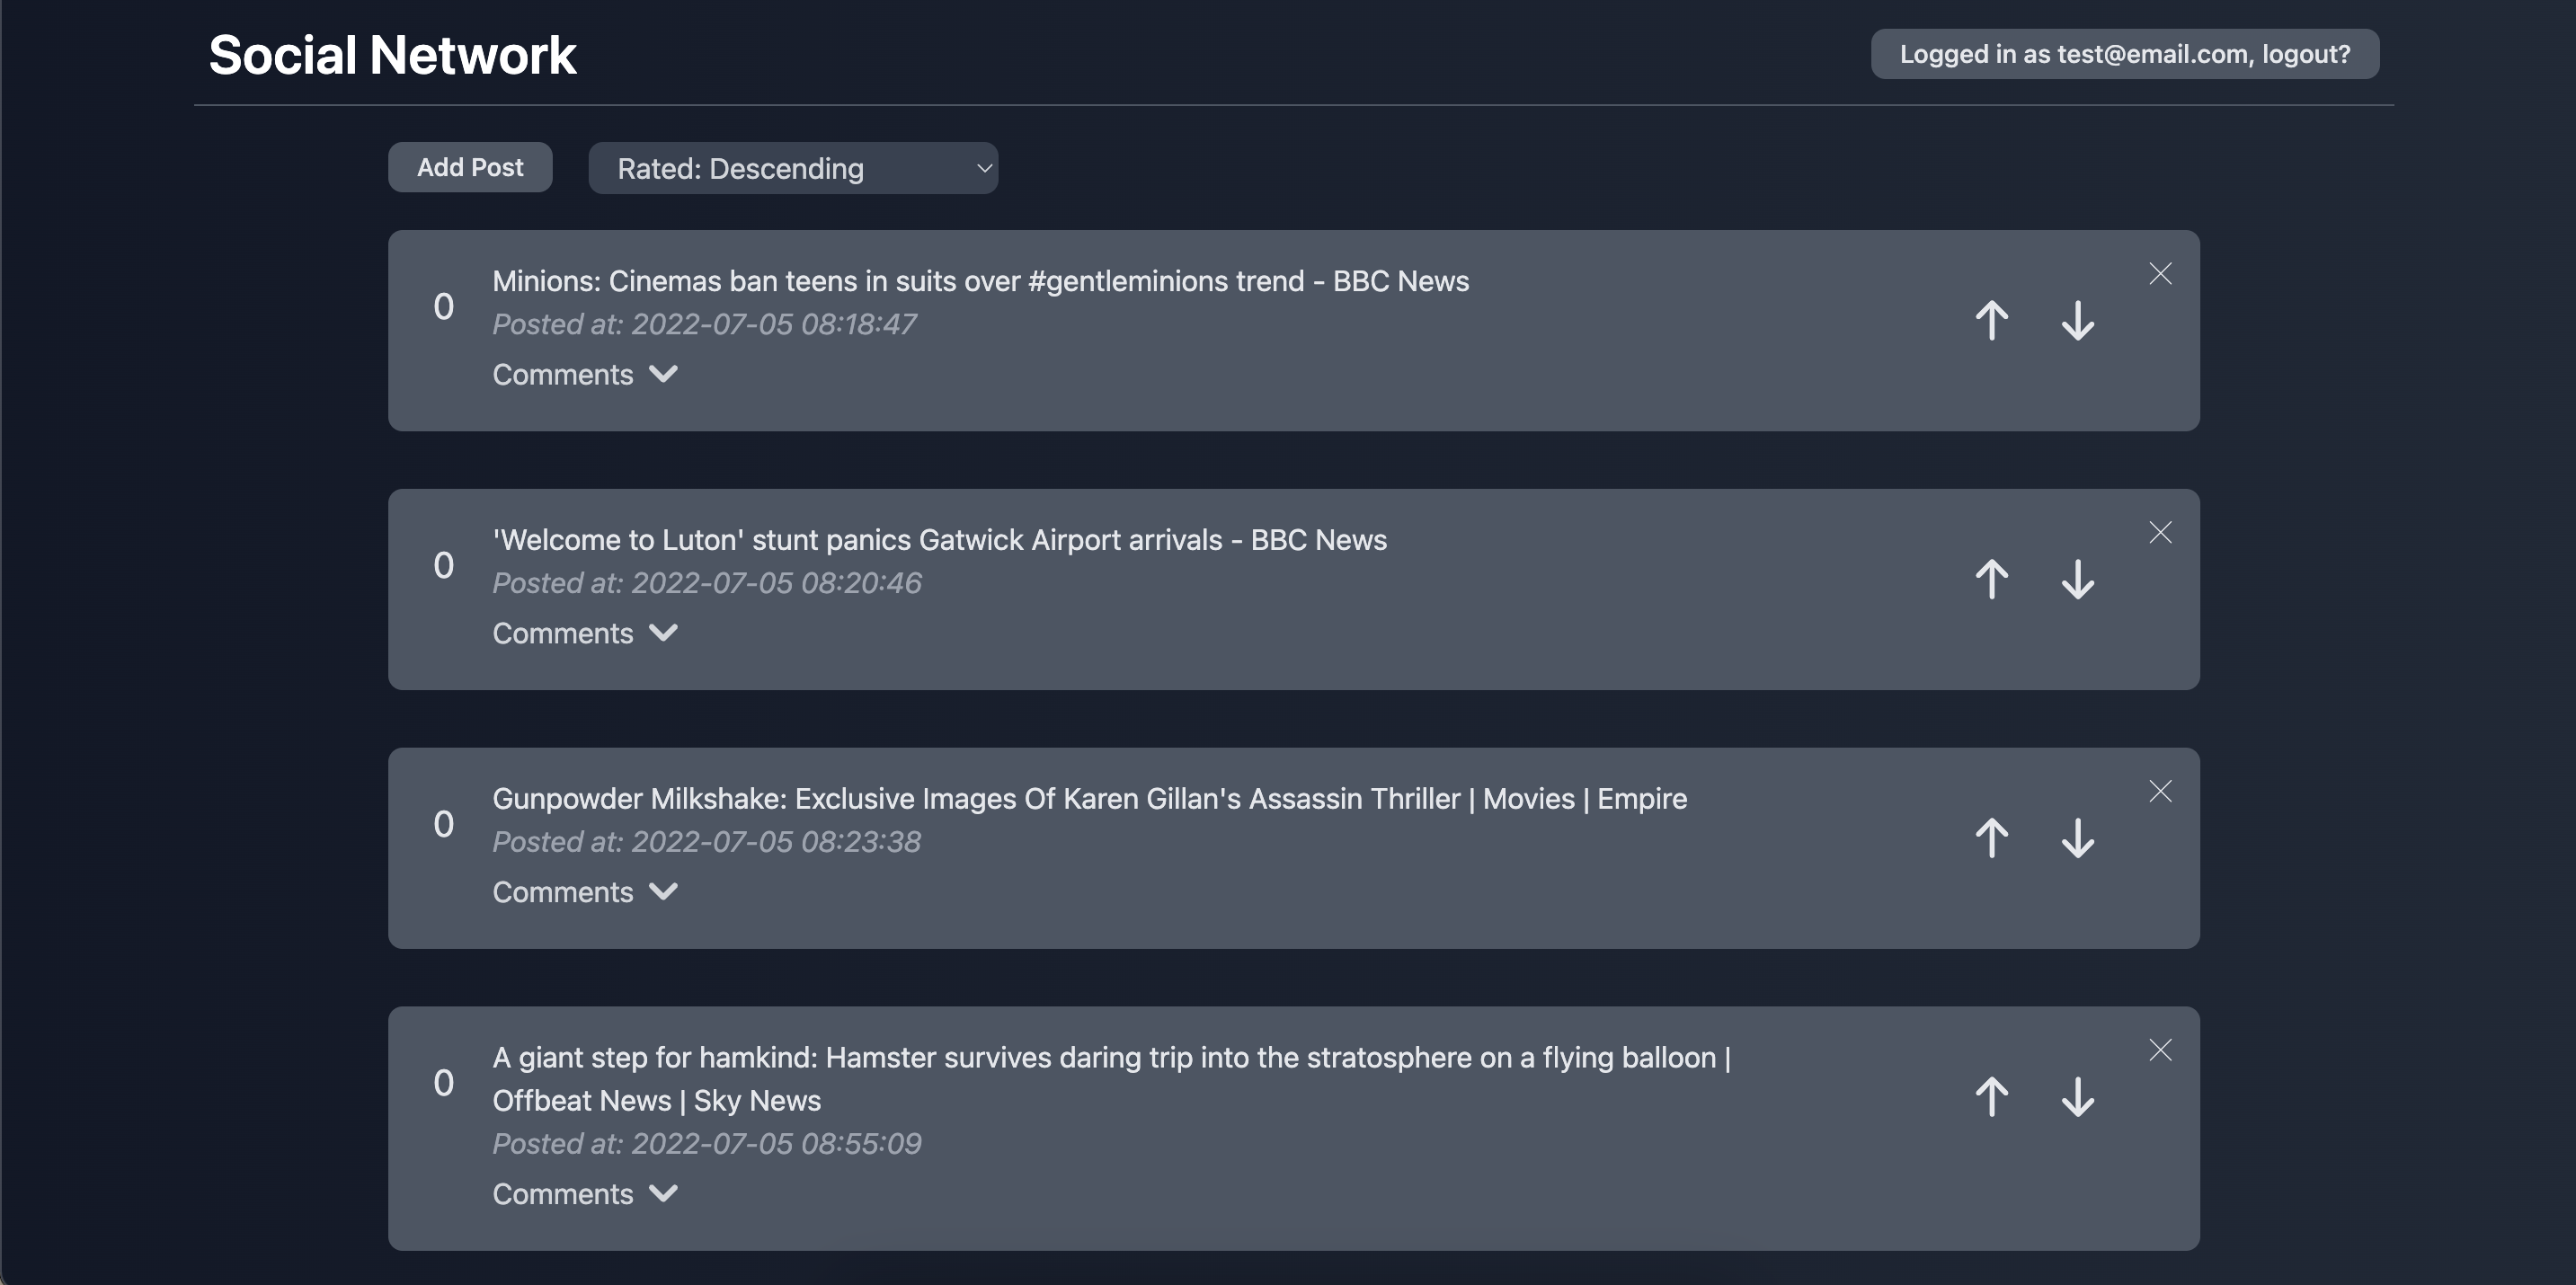 Social Network
Logged in as test@email.com, logout?
Add Post
Rated: Descending
0
Minions: Cinemas ban teens in suits over #gentleminions trend - BBC News
Posted at: 2022-07-05 08:18:47
Comments
0
'Welcome to Luton' stunt panics Gatwick Airport arrivals - BBC News
Posted at: 2022-07-05 08:20:46
Comments
0
Gunpowder Milkshake: Exclusive Images Of Karen Gillan's Assassin Thriller | Movies | Empire
Posted at: 2022-07-05 08:23:38
Comments
0
A giant step for hamkind: Hamster survives daring trip into the stratosphere on a flying balloon |
Offbeat News | Sky News
Posted at: 2022-07-05 08:55:09
Comments